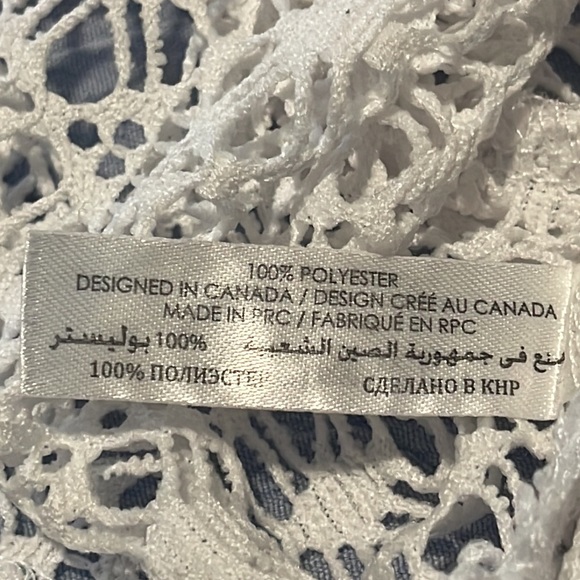 100% POLYESTER
DESIGNED IN CANADA / DESIGN CRÉÉ AU CANADA
MADE IN PRC / FABRIQUÉ EN RPC
100% بوليستر صنع في جمهورية الصين الشعبية
100% ПОЛИЭСТЕР СДЕЛАНО В КНР